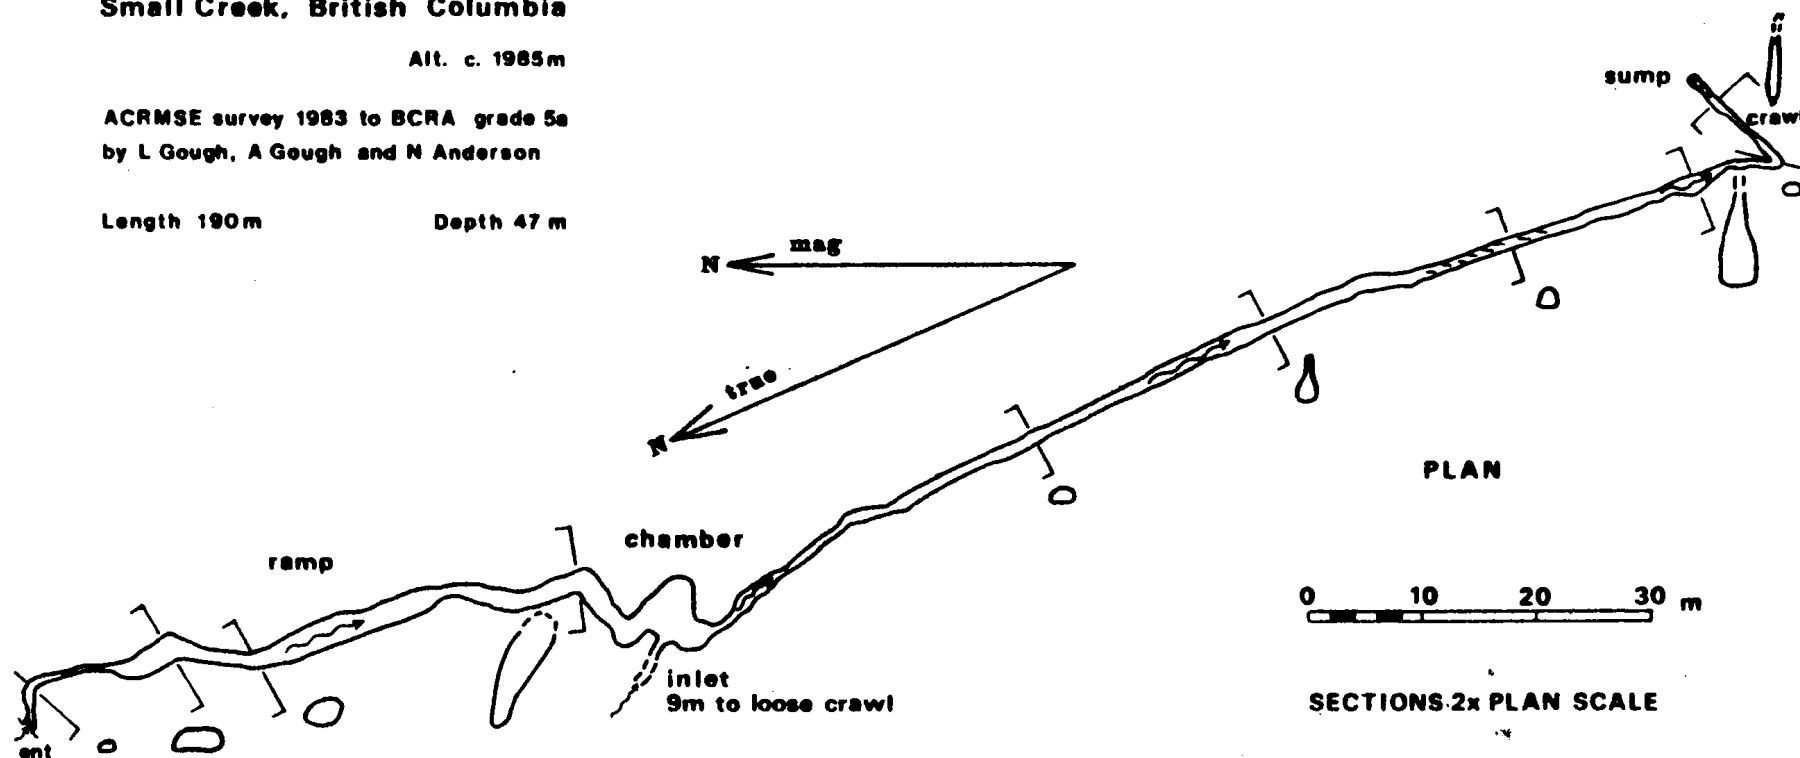 Small Creek, British Columbia
Alt. c. 1985m
ACRMSE survey 1983 to BCRA grade 5a
by L Gough, A Gough and N Anderson
Length 190m
Depth 47m
N mag
N true
sump
crawl
PLAN
chamber
ramp
0 10 20 30 m
inlet
9m to loose crawl
SECTIONS 2x PLAN SCALE
ent